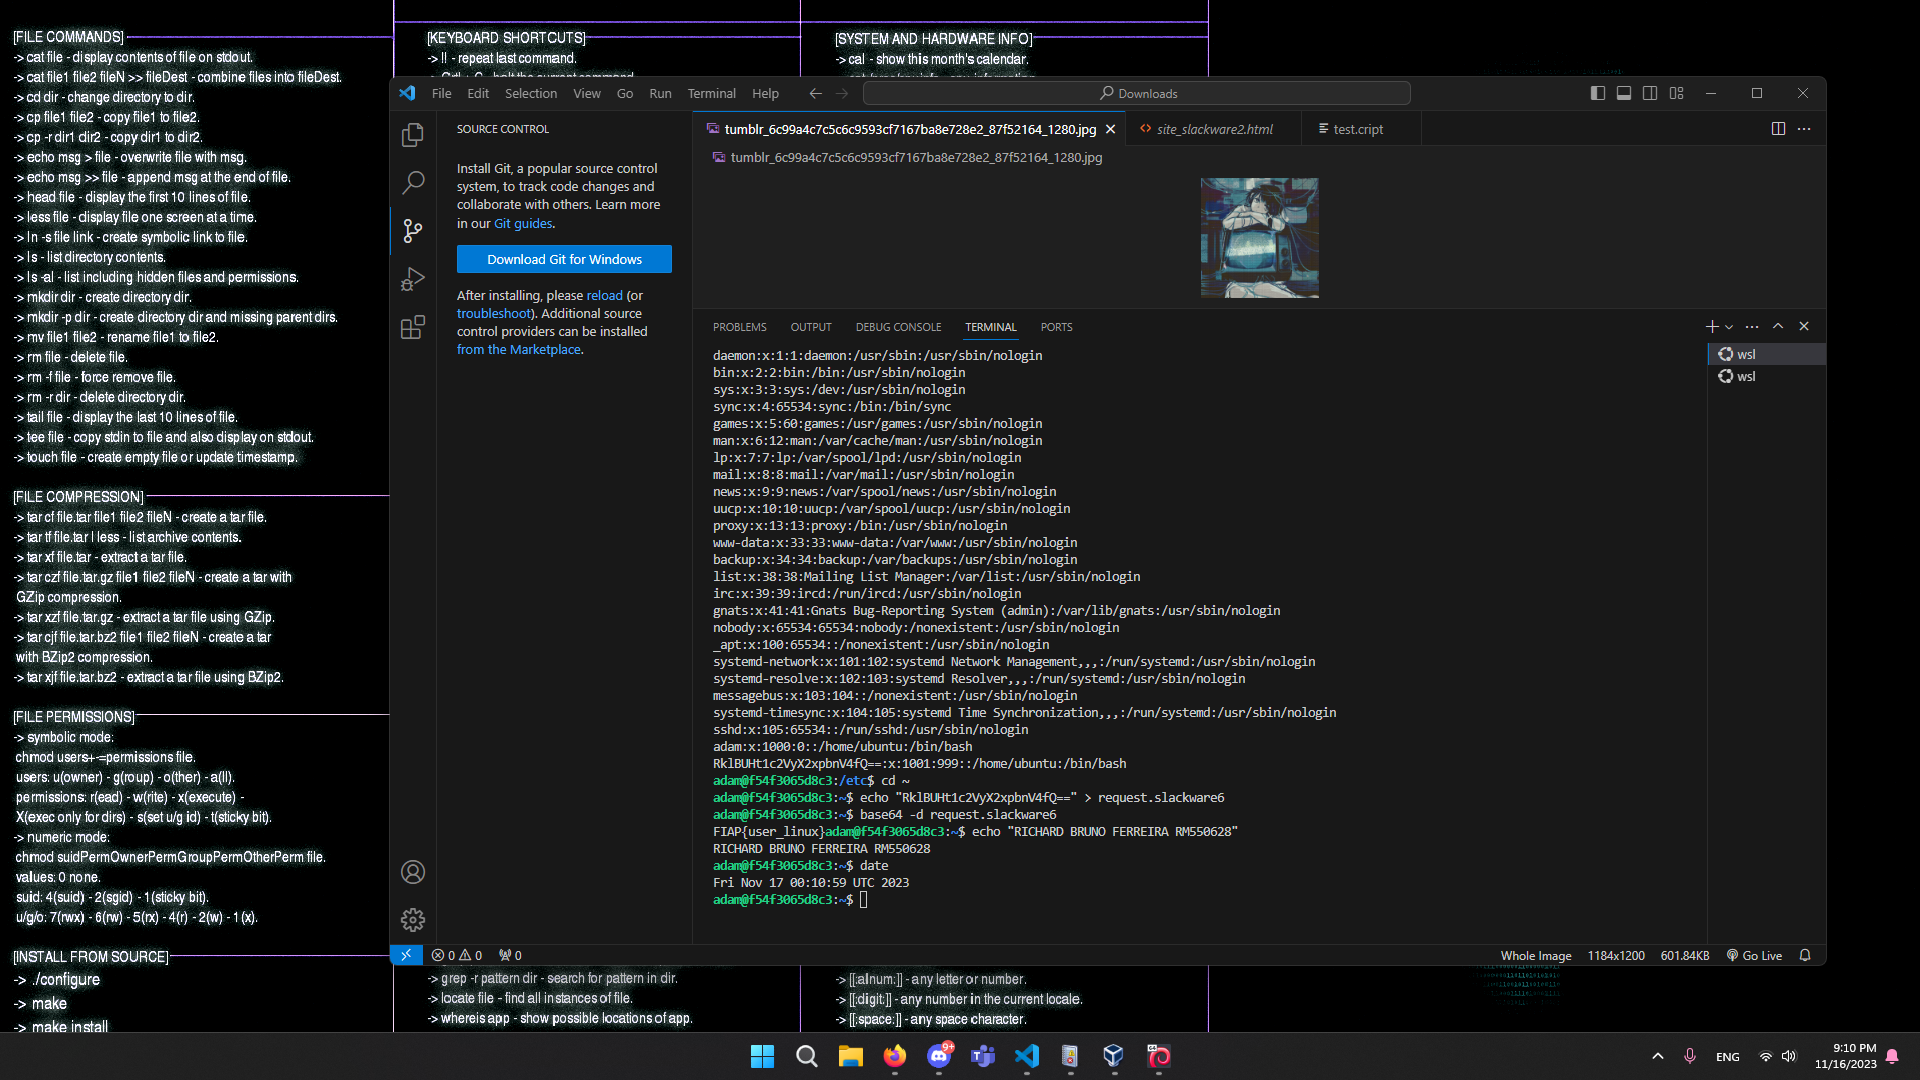 [FILE COMMANDS]
-> cat file - display contents of file on stdout.
-> cat file1 file2 fileN >> fileDest - combine files into fileDest.
-> cd dir - change directory to dir.
-> cp file1 file2 - copy file1 to file2.
-> cp -r dir1 dir2 - copy dir1 to dir2.
-> echo msg > file - overwrite file with msg.
-> echo msg >> file - append msg at the end of file.
-> head file - display the first 10 lines of file.
-> less file - display file one screen at a time.
-> ln -s file link - create symbolic link to file.
-> ls - list directory contents.
-> ls -al - list including hidden files and permissions.
-> mkdir dir - create directory dir.
-> mkdir -p dir - create directory dir and missing parent dirs.
-> mv file1 file2 - rename file1 to file2.
-> rm file - delete file.
-> rm -f file - force remove file.
-> rm -r dir - delete directory dir.
-> tail file - display the last 10 lines of file.
-> tee file - copy stdin to file and also display on stdout.
-> touch file - create empty file or update timestamp.
[FILE COMPRESSION]
-> tar cf file.tar file1 file2 fileN - create a tar file.
-> tar tf file.tar | less - list archive contents.
-> tar xf file.tar - extract a tar file.
-> tar czf file.tar.gz file1 file2 fileN - create a tar with
GZip compression.
-> tar xzf file.tar.gz - extract a tar file using GZip.
-> tar cjf file.tar.bz2 file1 file2 fileN - create a tar
with BZip2 compression.
-> tar xjf file.tar.bz2 - extract a tar file using BZip2.
[FILE PERMISSIONS]
-> symbolic mode:
chmod users+-=permissions file.
users: u(owner) - g(roup) - o(ther) - a(ll).
permissions: r(ead) - w(rite) - x(execute) -
X(exec only for dirs) - s(set u/g id) - t(sticky bit).
-> numeric mode:
chmod suidPermOwnerPermGroupPermOtherPerm file.
values: 0 none.
suid: 4(suid) - 2(sgid) - 1(sticky bit).
u/g/o: 7(rwx) - 6(rw) - 5(rx) - 4(r) - 2(w) - 1(x).
[INSTALL FROM SOURCE]
-> ./configure
-> make
-> make install
[KEYBOARD SHORTCUTS]
-> !! - repeat last command.
[SYSTEM AND HARDWARE INFO]
-> cal - show this month's calendar.
File Edit Selection View Go Run Terminal Help
Downloads
SOURCE CONTROL
Install Git, a popular source control
system, to track code changes and
collaborate with others. Learn more
in our Git guides.
Download Git for Windows
After installing, please reload (or
troubleshoot). Additional source
control providers can be installed
from the Marketplace.
tumblr_6c99a4c7c5c6c9593cf7167ba8e728e2_87f52164_1280.jpg
site_slackware2.html
test.cript
tumblr_6c99a4c7c5c6c9593cf7167ba8e728e2_87f52164_1280.jpg
PROBLEMS OUTPUT DEBUG CONSOLE TERMINAL PORTS
daemon:x:1:1:daemon:/usr/sbin:/usr/sbin/nologin
bin:x:2:2:bin:/bin:/usr/sbin/nologin
sys:x:3:3:sys:/dev:/usr/sbin/nologin
sync:x:4:65534:sync:/bin:/bin/sync
games:x:5:60:games:/usr/games:/usr/sbin/nologin
man:x:6:12:man:/var/cache/man:/usr/sbin/nologin
lp:x:7:7:lp:/var/spool/lpd:/usr/sbin/nologin
mail:x:8:8:mail:/var/mail:/usr/sbin/nologin
news:x:9:9:news:/var/spool/news:/usr/sbin/nologin
uucp:x:10:10:uucp:/var/spool/uucp:/usr/sbin/nologin
proxy:x:13:13:proxy:/bin:/usr/sbin/nologin
www-data:x:33:33:www-data:/var/www:/usr/sbin/nologin
backup:x:34:34:backup:/var/backups:/usr/sbin/nologin
list:x:38:38:Mailing List Manager:/var/list:/usr/sbin/nologin
irc:x:39:39:ircd:/run/ircd:/usr/sbin/nologin
gnats:x:41:41:Gnats Bug-Reporting System (admin):/var/lib/gnats:/usr/sbin/nologin
nobody:x:65534:65534:nobody:/nonexistent:/usr/sbin/nologin
_apt:x:100:65534::/nonexistent:/usr/sbin/nologin
systemd-network:x:101:102:systemd Network Management,,,:/run/systemd:/usr/sbin/nologin
systemd-resolve:x:102:103:systemd Resolver,,,:/run/systemd:/usr/sbin/nologin
messagebus:x:103:104::/nonexistent:/usr/sbin/nologin
systemd-timesync:x:104:105:systemd Time Synchronization,,,:/run/systemd:/usr/sbin/nologin
sshd:x:105:65534::/run/sshd:/usr/sbin/nologin
adam:x:1000:0::/home/ubuntu:/bin/bash
RklBUHt1c2VyX2xpbnV4fQ==:x:1001:999::/home/ubuntu:/bin/bash
adam@f54f3065d8c3:/etc$ cd ~
adam@f54f3065d8c3:~$ echo "RklBUHt1c2VyX2xpbnV4fQ==" > request.slackware6
adam@f54f3065d8c3:~$ base64 -d request.slackware6
FIAP{user_linux}adam@f54f3065d8c3:~$ echo "RICHARD BRUNO FERREIRA RM550628"
RICHARD BRUNO FERREIRA RM550628
adam@f54f3065d8c3:~$ date
Fri Nov 17 00:10:59 UTC 2023
adam@f54f3065d8c3:~$
wsl
wsl
0 0 0
Whole Image 1184x1200 601.84KB Go Live
-> grep -r pattern dir - search for pattern in dir.
-> locate file - find all instances of file.
-> whereis app - show possible locations of app.
-> [[:alnum:]] - any letter or number.
-> [[:digit:]] - any number in the current locale.
-> [[:space:]] - any space character.
9+
64
ENG
9:10 PM
11/16/2023